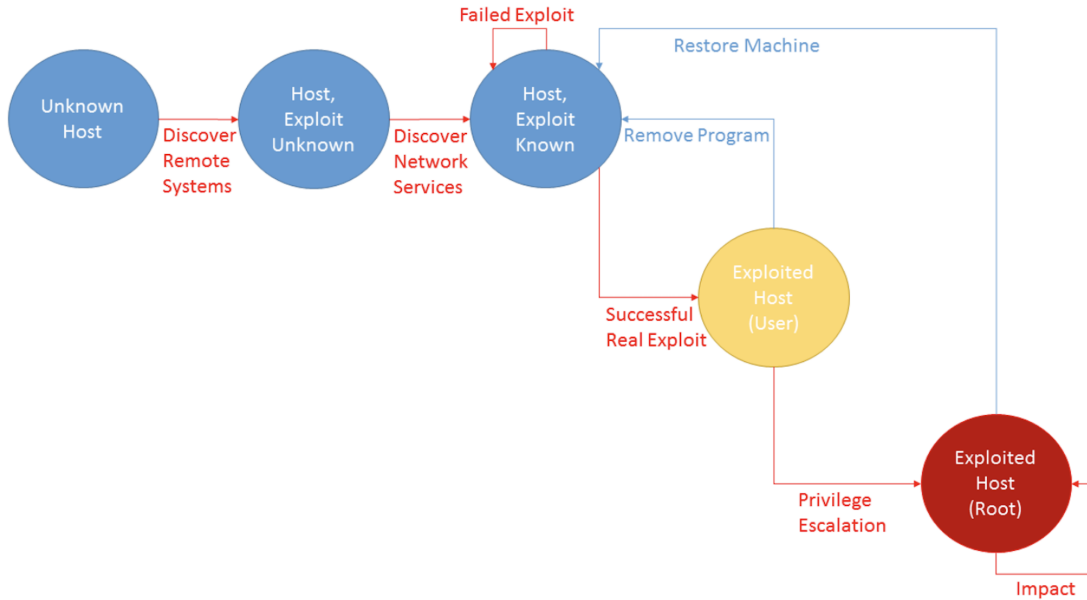 Failed Exploit
Restore Machine
Unknown
Host
Host,
Exploit
Unknown
Host,
Exploit
Known
Discover
Remote
Systems
Discover
Network
Services
Remove Program
Exploited
Host
(User)
Successful
Real Exploit
Exploited
Host
(Root)
Privilege
Escalation
Impact